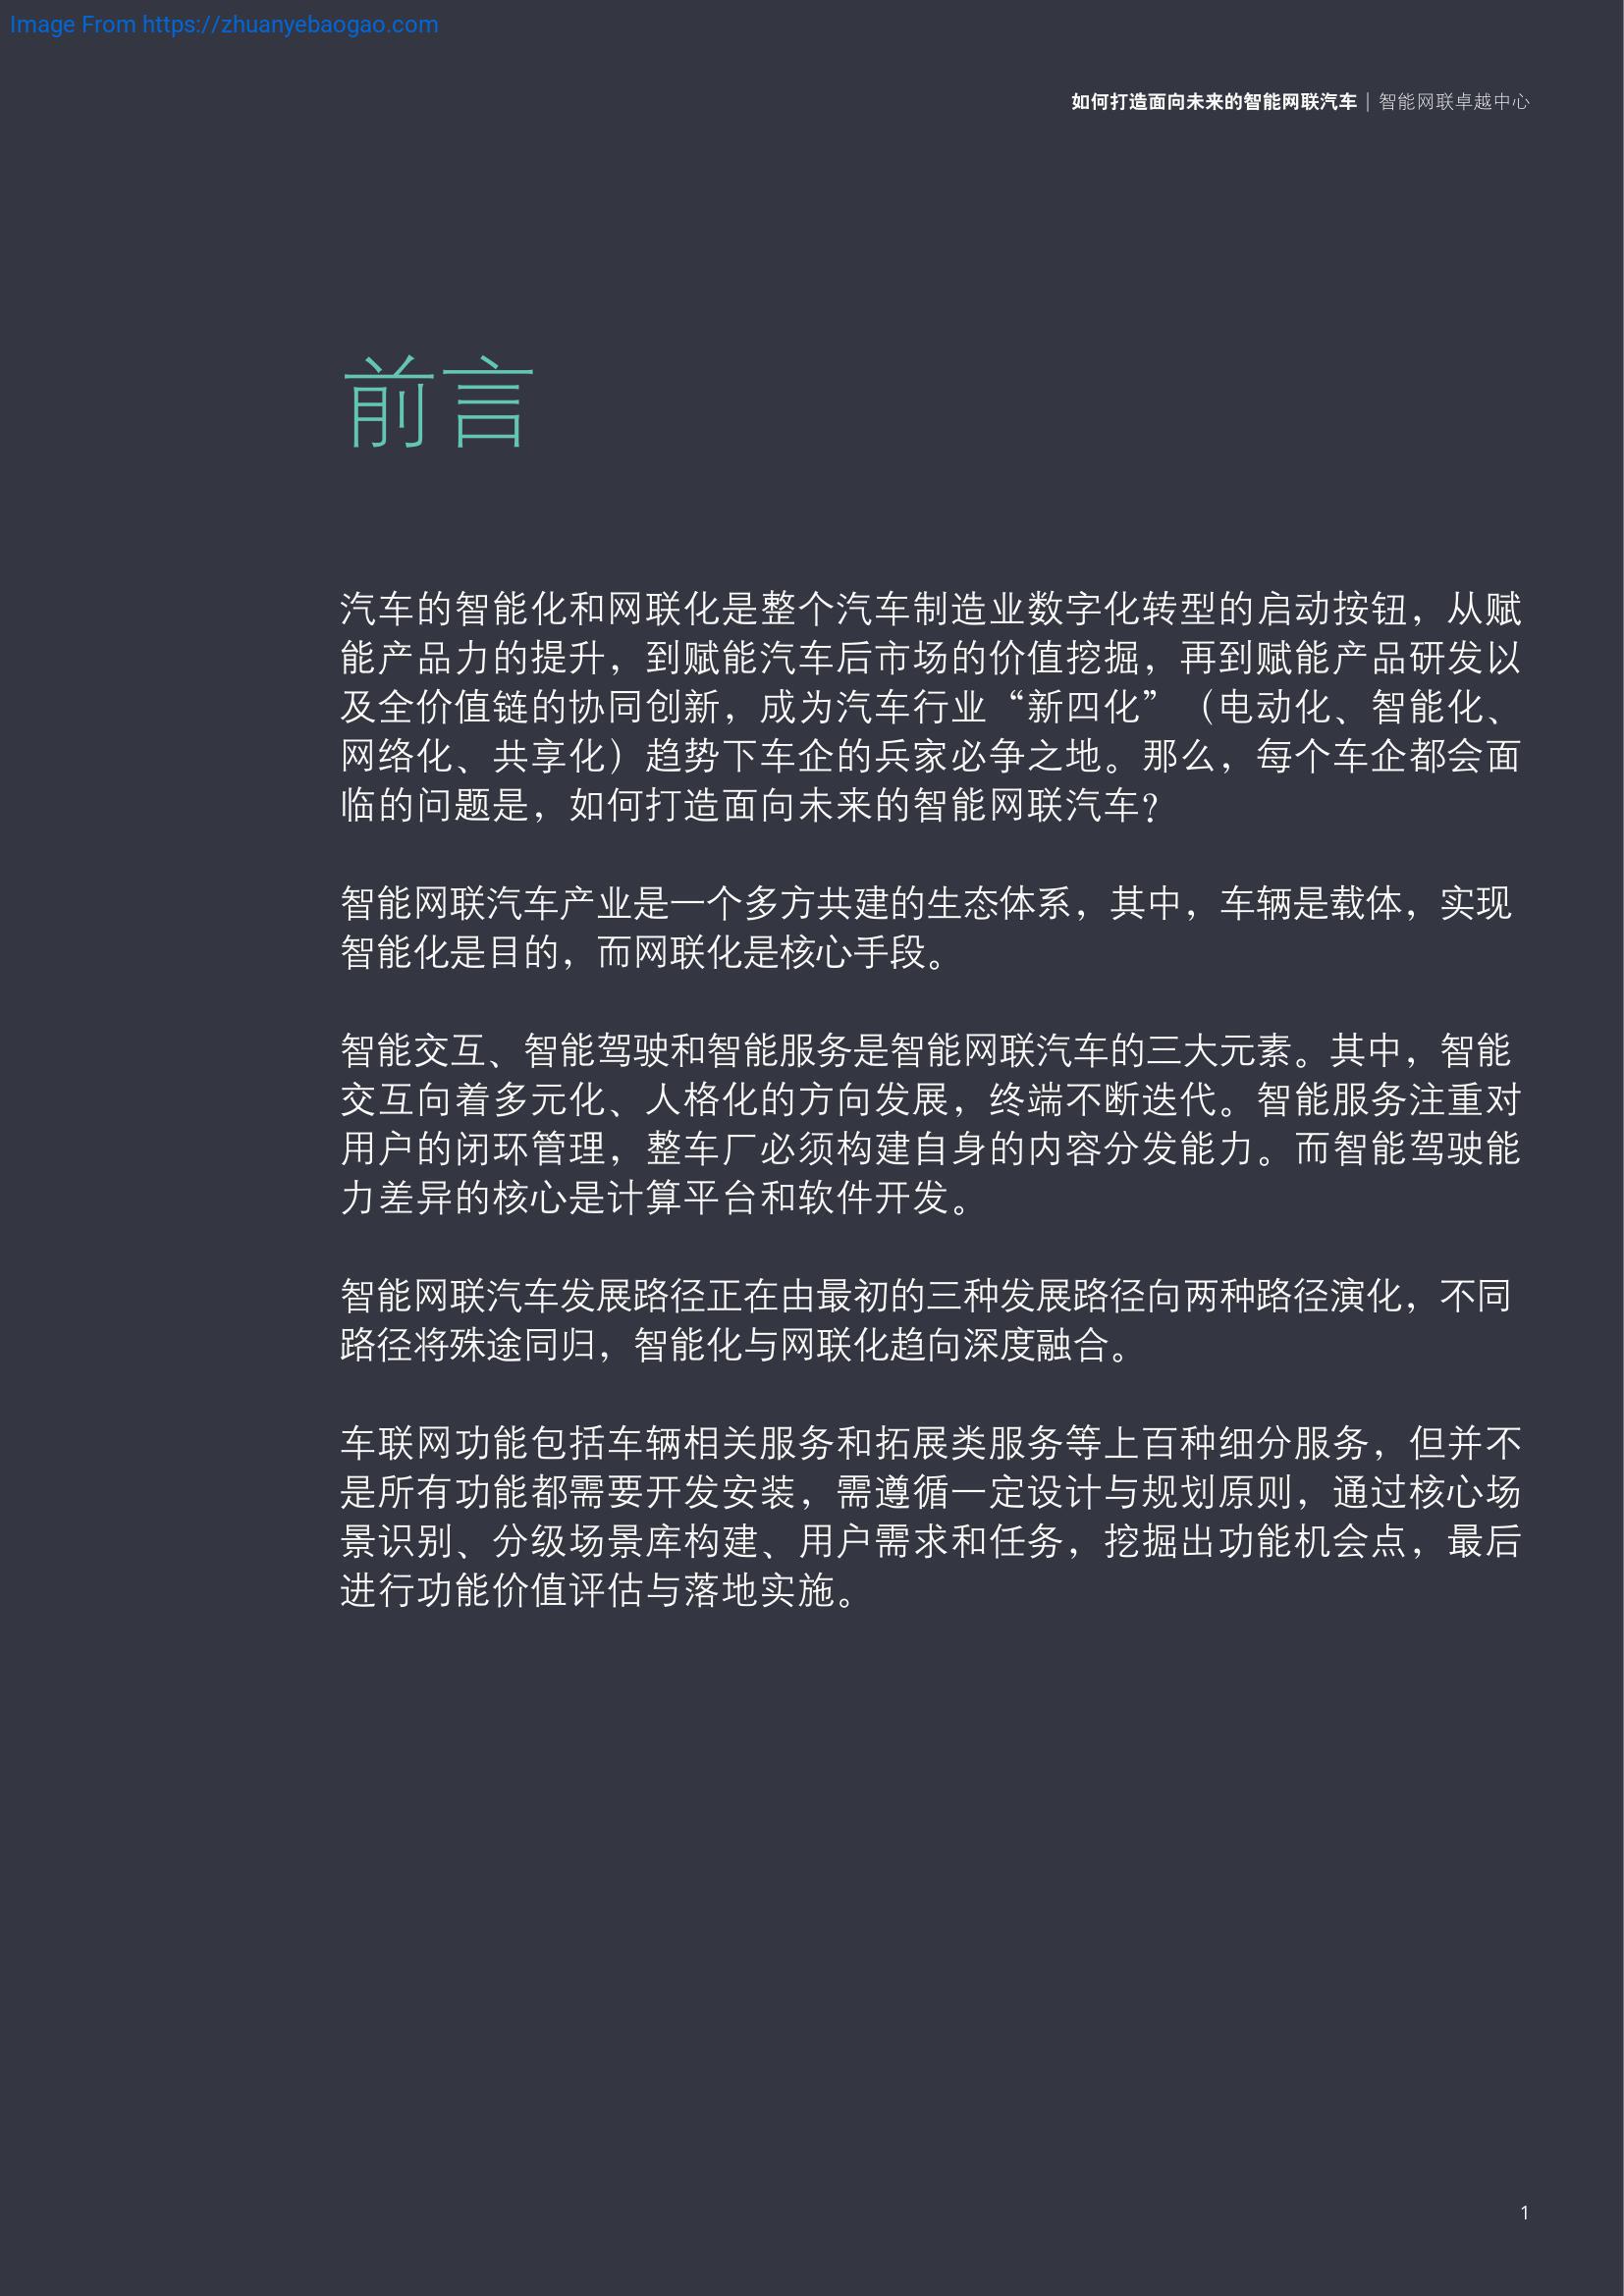 Image From https://zhuanyebaogao.com
如何打造面向未来的智能网联汽车 | 智能网联卓越中心
前言
汽车的智能化和网联化是整个汽车制造业数字化转型的启动按钮，从赋
能产品力的提升，到赋能汽车后市场的价值挖掘，再到赋能产品研发以
及全价值链的协同创新，成为汽车行业“新四化”（电动化、智能化、
网络化、共享化）趋势下车企的兵家必争之地。那么，每个车企都会面
临的问题是，如何打造面向未来的智能网联汽车？
智能网联汽车产业是一个多方共建的生态体系，其中，车辆是载体，实现
智能化是目的，而网联化是核心手段。
智能交互、智能驾驶和智能服务是智能网联汽车的三大元素。其中，智能
交互向着多元化、人格化的方向发展，终端不断迭代。智能服务注重对
用户的闭环管理，整车厂必须构建自身的内容分发能力。而智能驾驶能
力差异的核心是计算平台和软件开发。
智能网联汽车发展路径正在由最初的三种发展路径向两种路径演化，不同
路径将殊途同归，智能化与网联化趋向深度融合。
车联网功能包括车辆相关服务和拓展类服务等上百种细分服务，但并不
是所有功能都需要开发安装，需遵循一定设计与规划原则，通过核心场
景识别、分级场景库构建、用户需求和任务，挖掘出功能机会点，最后
进行功能价值评估与落地实施。
1